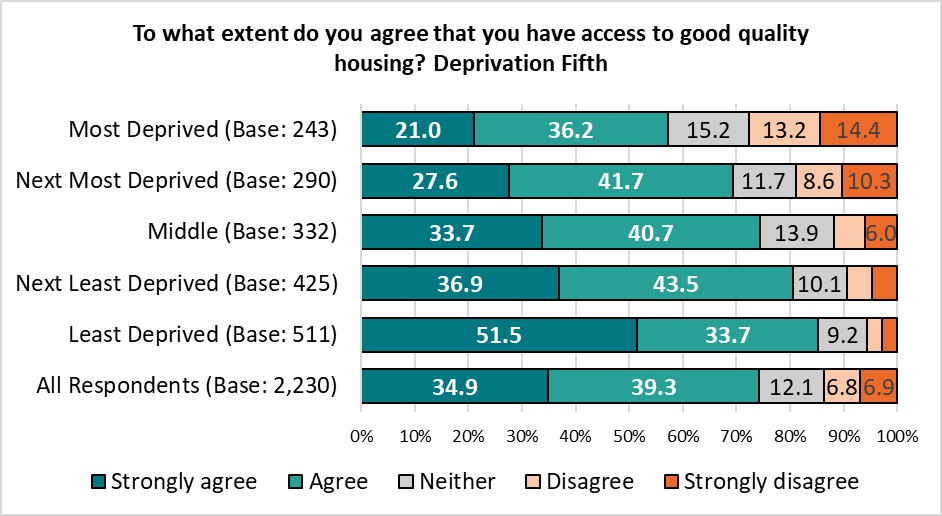 To what extent do you agree that you have access to good quality
housing? Deprivation Fifth
Most Deprived (Base: 243) 21.0 36.2 15.2 13.2 14.4
Next Most Deprived (Base: 290) 27.6 41.7 11.7 8.6 10.3
Middle (Base: 332) 33.7 40.7 13.9 6.0
Next Least Deprived (Base: 425) 36.9 43.5 10.1
Least Deprived (Base: 511) 51.5 33.7 9.2
All Respondents (Base: 2,230) 34.9 39.3 12.1 6.8 6.9
0% 10% 20% 30% 40% 50% 60% 70% 80% 90% 100%
Strongly agree Agree Neither Disagree Strongly disagree